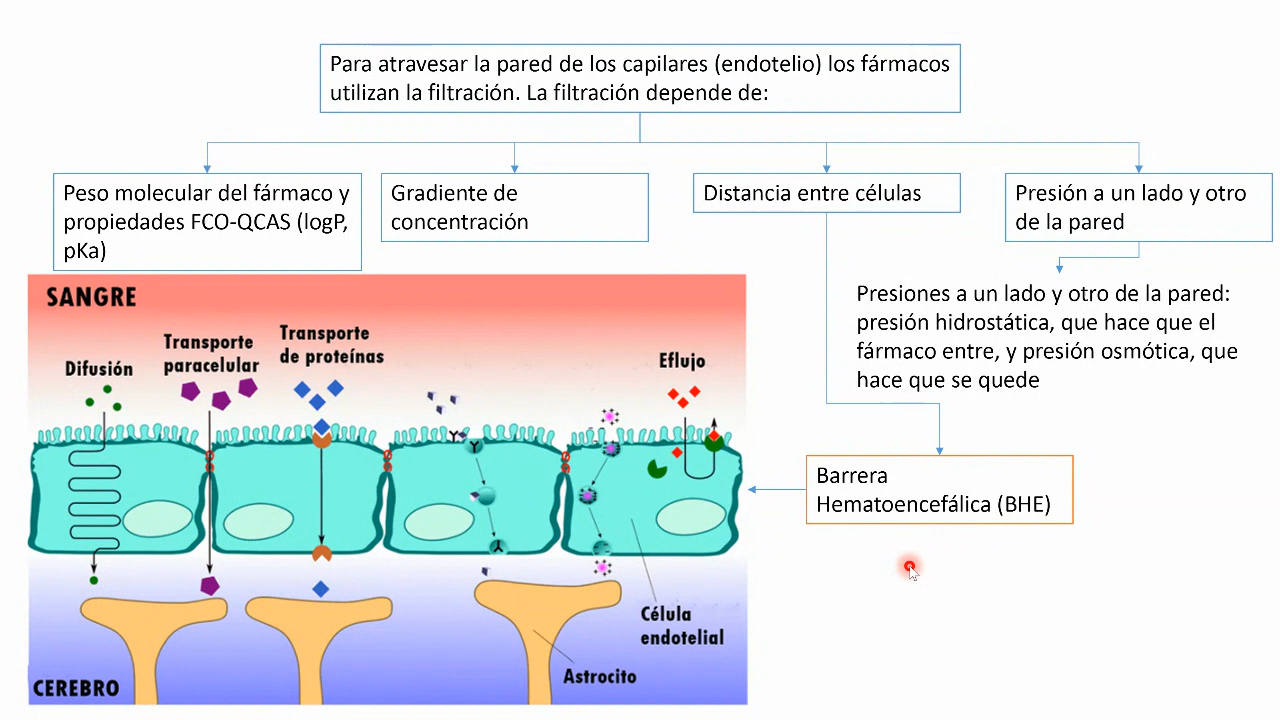 Para atravesar la pared de los capilares (endotelio) los fármacos
utilizan la filtración. La filtración depende de:
Peso molecular del fármaco y
propiedades FCO-QCAS (logP,
pKa)
Gradiente de
concentración
Distancia entre células
Presión a un lado y otro
de la pared
Presiones a un lado y otro de la pared:
presión hidrostática, que hace que el
fármaco entre, y presión osmótica, que
hace que se quede
Barrera
Hematoencefálica (BHE)
SANGRE
Difusión
Transporte
paracelular
Transporte
de proteínas
Eflujo
Célula
endotelial
Astrocito
CEREBRO